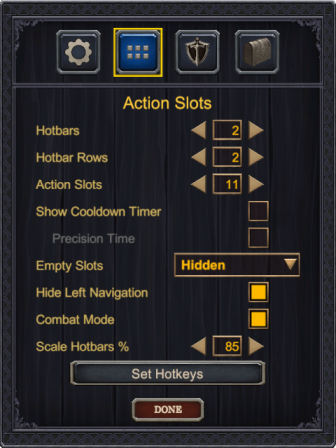 Action Slots
Hotbars 2
Hotbar Rows 2
Action Slots 11
Show Cooldown Timer
Precision Time
Empty Slots Hidden
Hide Left Navigation
Combat Mode
Scale Hotbars % 85
Set Hotkeys
DONE